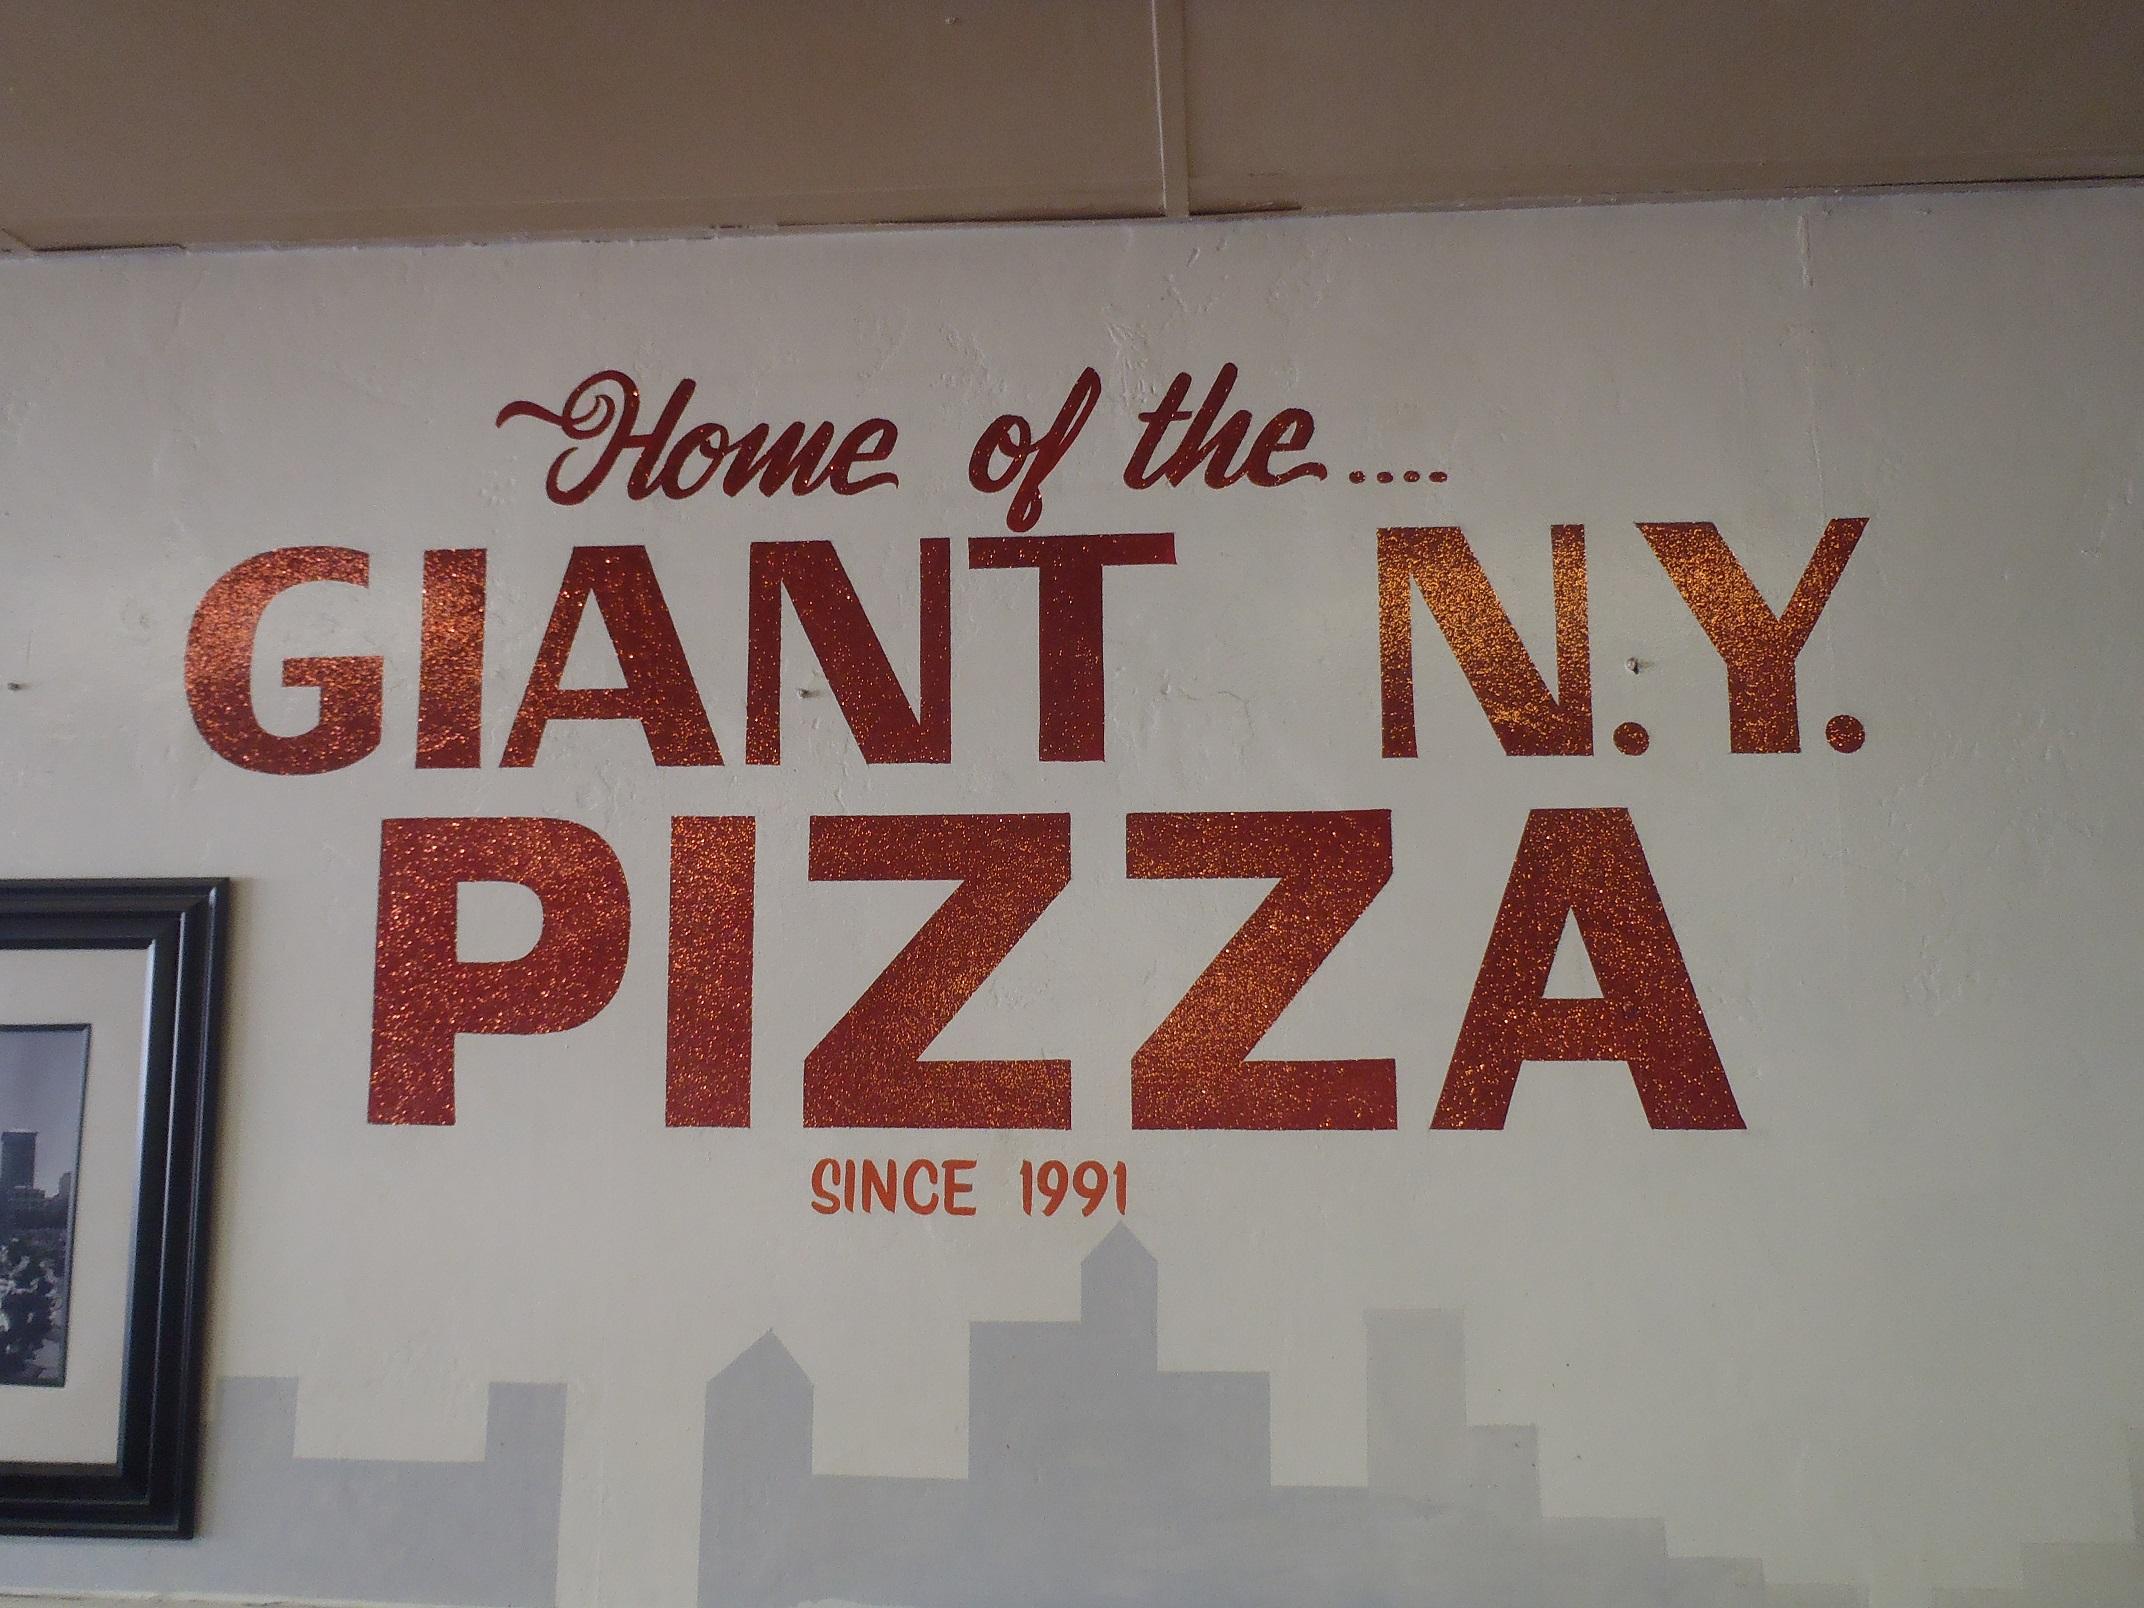 Home of the....
GIANT N.Y.
PIZZA
SINCE 1991